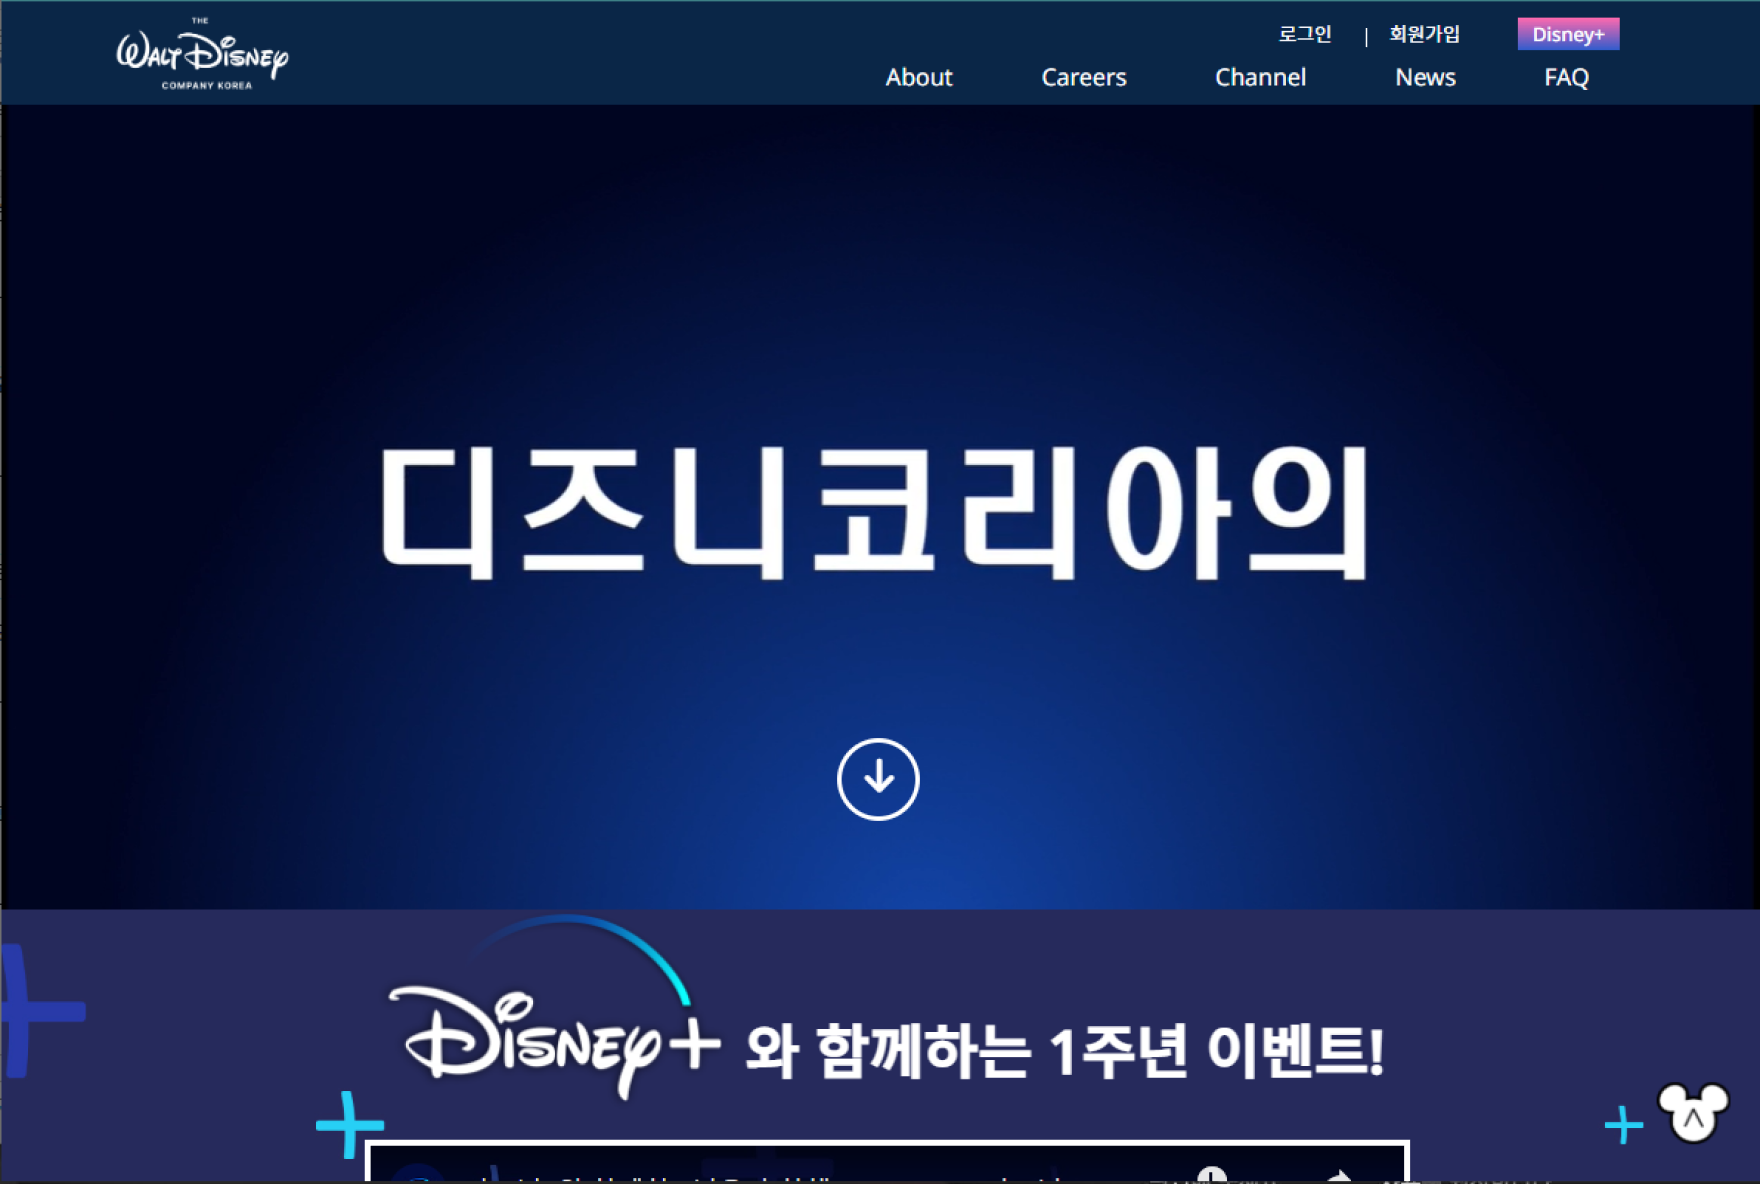 THE
WALT DISNEY
COMPANY KOREA
로그인 | 회원가입 Disney+
About Careers Channel News FAQ
디즈니코리아의
Disney+ 와 함께하는 1주년 이벤트!